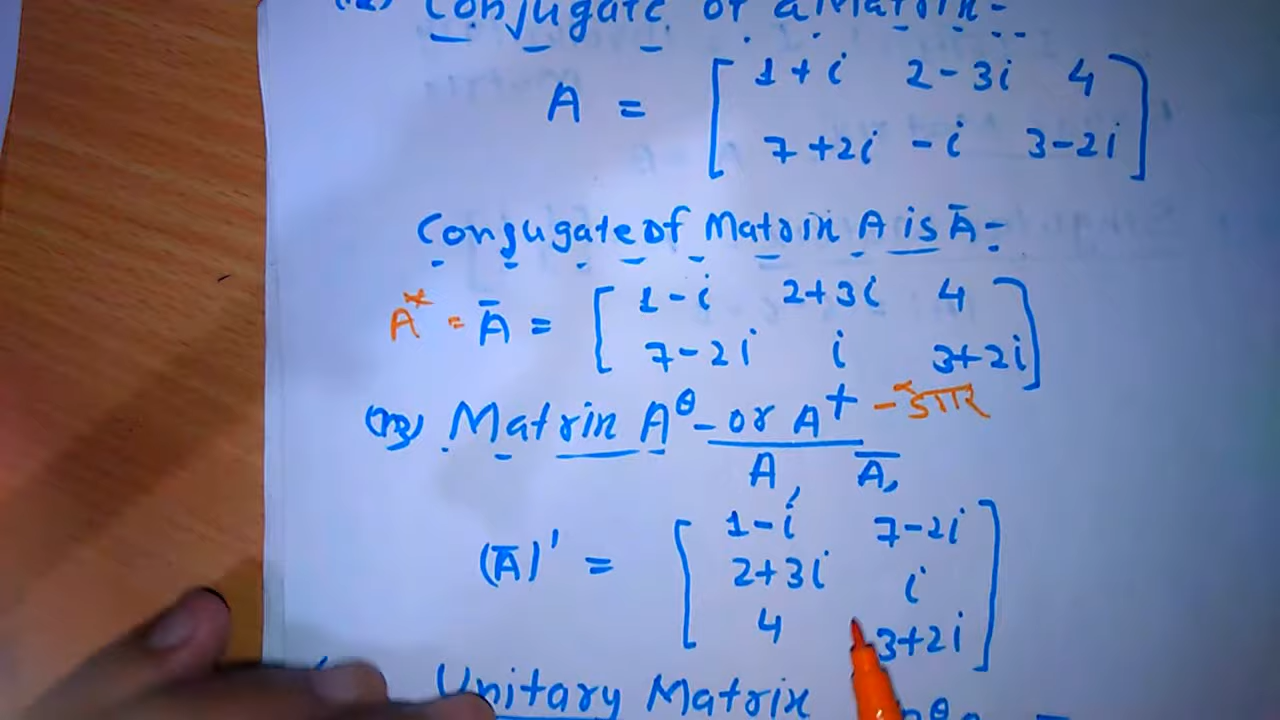 Conjugate of a Matrix-
A = [ 1+i 2-3i 4
7+2i -i 3-2i ]
Conjugate of Matrix A is Ā-
A* = Ā = [ 1-i 2+3i 4
7-2i i 3+2i ]
Matrix A^θ - or A† - डागर
A, Ā,
(Ā)' = [ 1-i 7-2i
2+3i i
4 3+2i ]
Unitary Matrix